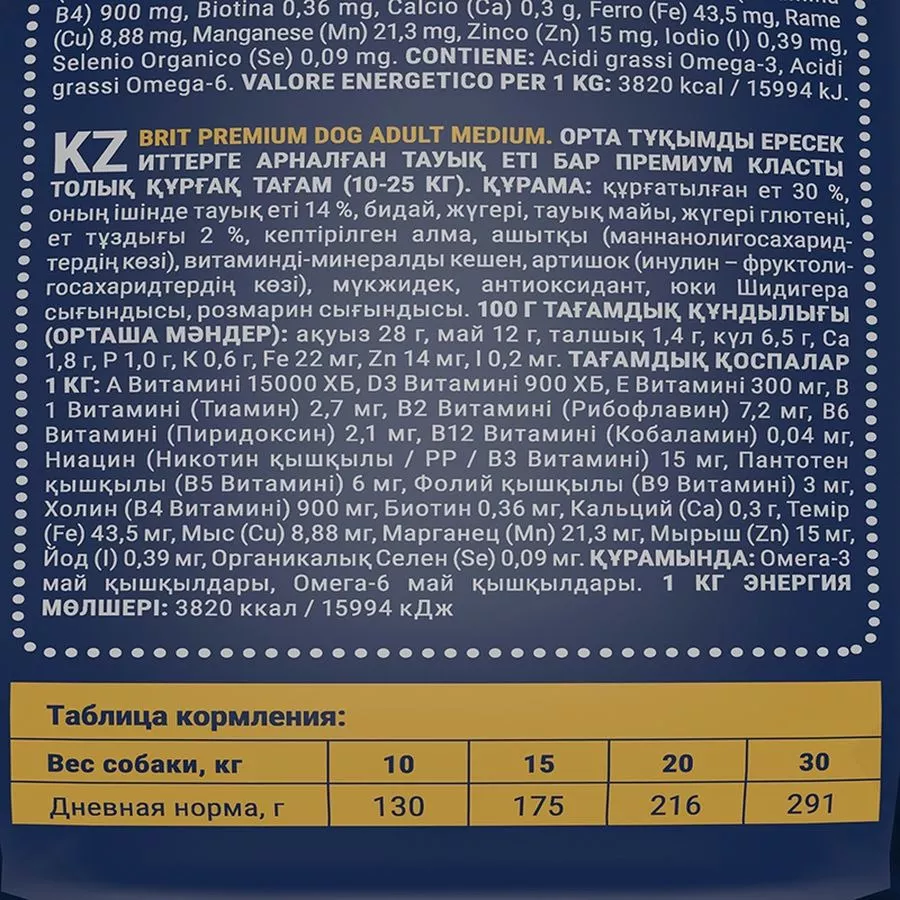 B4) 900 mg, Biotina 0,36 mg, Calcio (Ca) 0,3 g, Ferro (Fe) 43,5 mg, Rame
(Cu) 8,88 mg, Manganese (Mn) 21,3 mg, Zinco (Zn) 15 mg, Iodio (I) 0,39 mg,
Selenio Organico (Se) 0,09 mg. CONTIENE: Acidi grassi Omega-3, Acidi
grassi Omega-6. VALORE ENERGETICO PER 1 KG: 3820 kcal / 15994 kJ.
KZ BRIT PREMIUM DOG ADULT MEDIUM. ОРТА ТҰҚЫМДЫ ЕРЕСЕК
ИТТЕРГЕ АРНАЛҒАН ТАУЫҚ ЕТІ БАР ПРЕМИУМ КЛАСТЫ
ТОЛЫҚ ҚҰРҒАҚ ТАҒАМ (10-25 КГ). ҚҰРАМА: құрғатылған ет 30 %,
оның ішінде тауық еті 14 %, бидай, жүгері, тауық майы, жүгері глютені,
ет тұздығы 2 %, кептірілген алма, ашытқы (маннанолигосахарид-
тердің көзі), витаминді-минералды кешен, артишок (инулин – фруктоли-
госахаридтердің көзі), мүкжидек, антиоксидант, юки Шидигера
сығындысы, розмарин сығындысы. 100 Г ТАҒАМДЫҚ ҚҰНДЫЛЫҒЫ
(ОРТАША МӘНДЕР): ақуыз 28 г, май 12 г, талшық 1,4 г, күл 6,5 г, Ca
1,8 г, P 1,0 г, K 0,6 г, Fe 22 мг, Zn 14 мг, I 0,2 мг. ТАҒАМДЫҚ ҚОСПАЛАР
1 КГ: А Витамині 15000 ХБ, D3 Витамині 900 ХБ, Е Витамині 300 мг, В
1 Витамині (Тиамин) 2,7 мг, В2 Витамині (Рибофлавин) 7,2 мг, В6
Витамині (Пиридоксин) 2,1 мг, В12 Витамині (Кобаламин) 0,04 мг,
Ниацин (Никотин қышқылы / РР / В3 Витамині) 15 мг, Пантотен
қышқылы (В5 Витамині) 6 мг, Фолий қышқылы (В9 Витамині) 3 мг,
Холин (В4 Витамині) 900 мг, Биотин 0,36 мг, Кальций (Ca) 0,3 г, Темір
(Fe) 43,5 мг, Мыс (Cu) 8,88 мг, Марганец (Mn) 21,3 мг, Мырыш (Zn) 15 мг,
Йод (I) 0,39 мг, Органикалық Селен (Se) 0,09 мг. ҚҰРАМЫНДА: Омега-3
май қышқылдары, Омега-6 май қышқылдары. 1 КГ ЭНЕРГИЯ
МӨЛШЕРІ: 3820 ккал / 15994 кДж
Таблица кормления:
Вес собаки, кг 10 15 20 30
Дневная норма, г 130 175 216 291